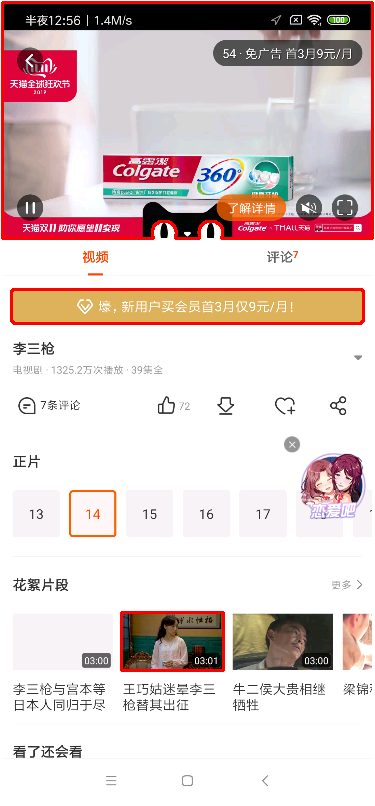 半夜12:56 | 1.4M/s
100
54 · 免广告 首3月9元/月
天猫全球狂欢节
2019
高露洁
Colgate
360°
了解详情
天猫双11 助你愿望11实现
Colgate × TMALL天猫
视频
评论7
壕，新用户买会员首3月仅9元/月！
李三枪
电视剧 · 1325.2万次播放 · 39集全
7条评论
72
正片
13
14
15
16
17
恋爱吧
花絮片段
更多
03:00
03:01
03:00
李三枪与宫本等日本人同归于尽
王巧姑迷晕李三枪替其出征
牛二侯大贵相继牺牲
梁锦
看了还会看